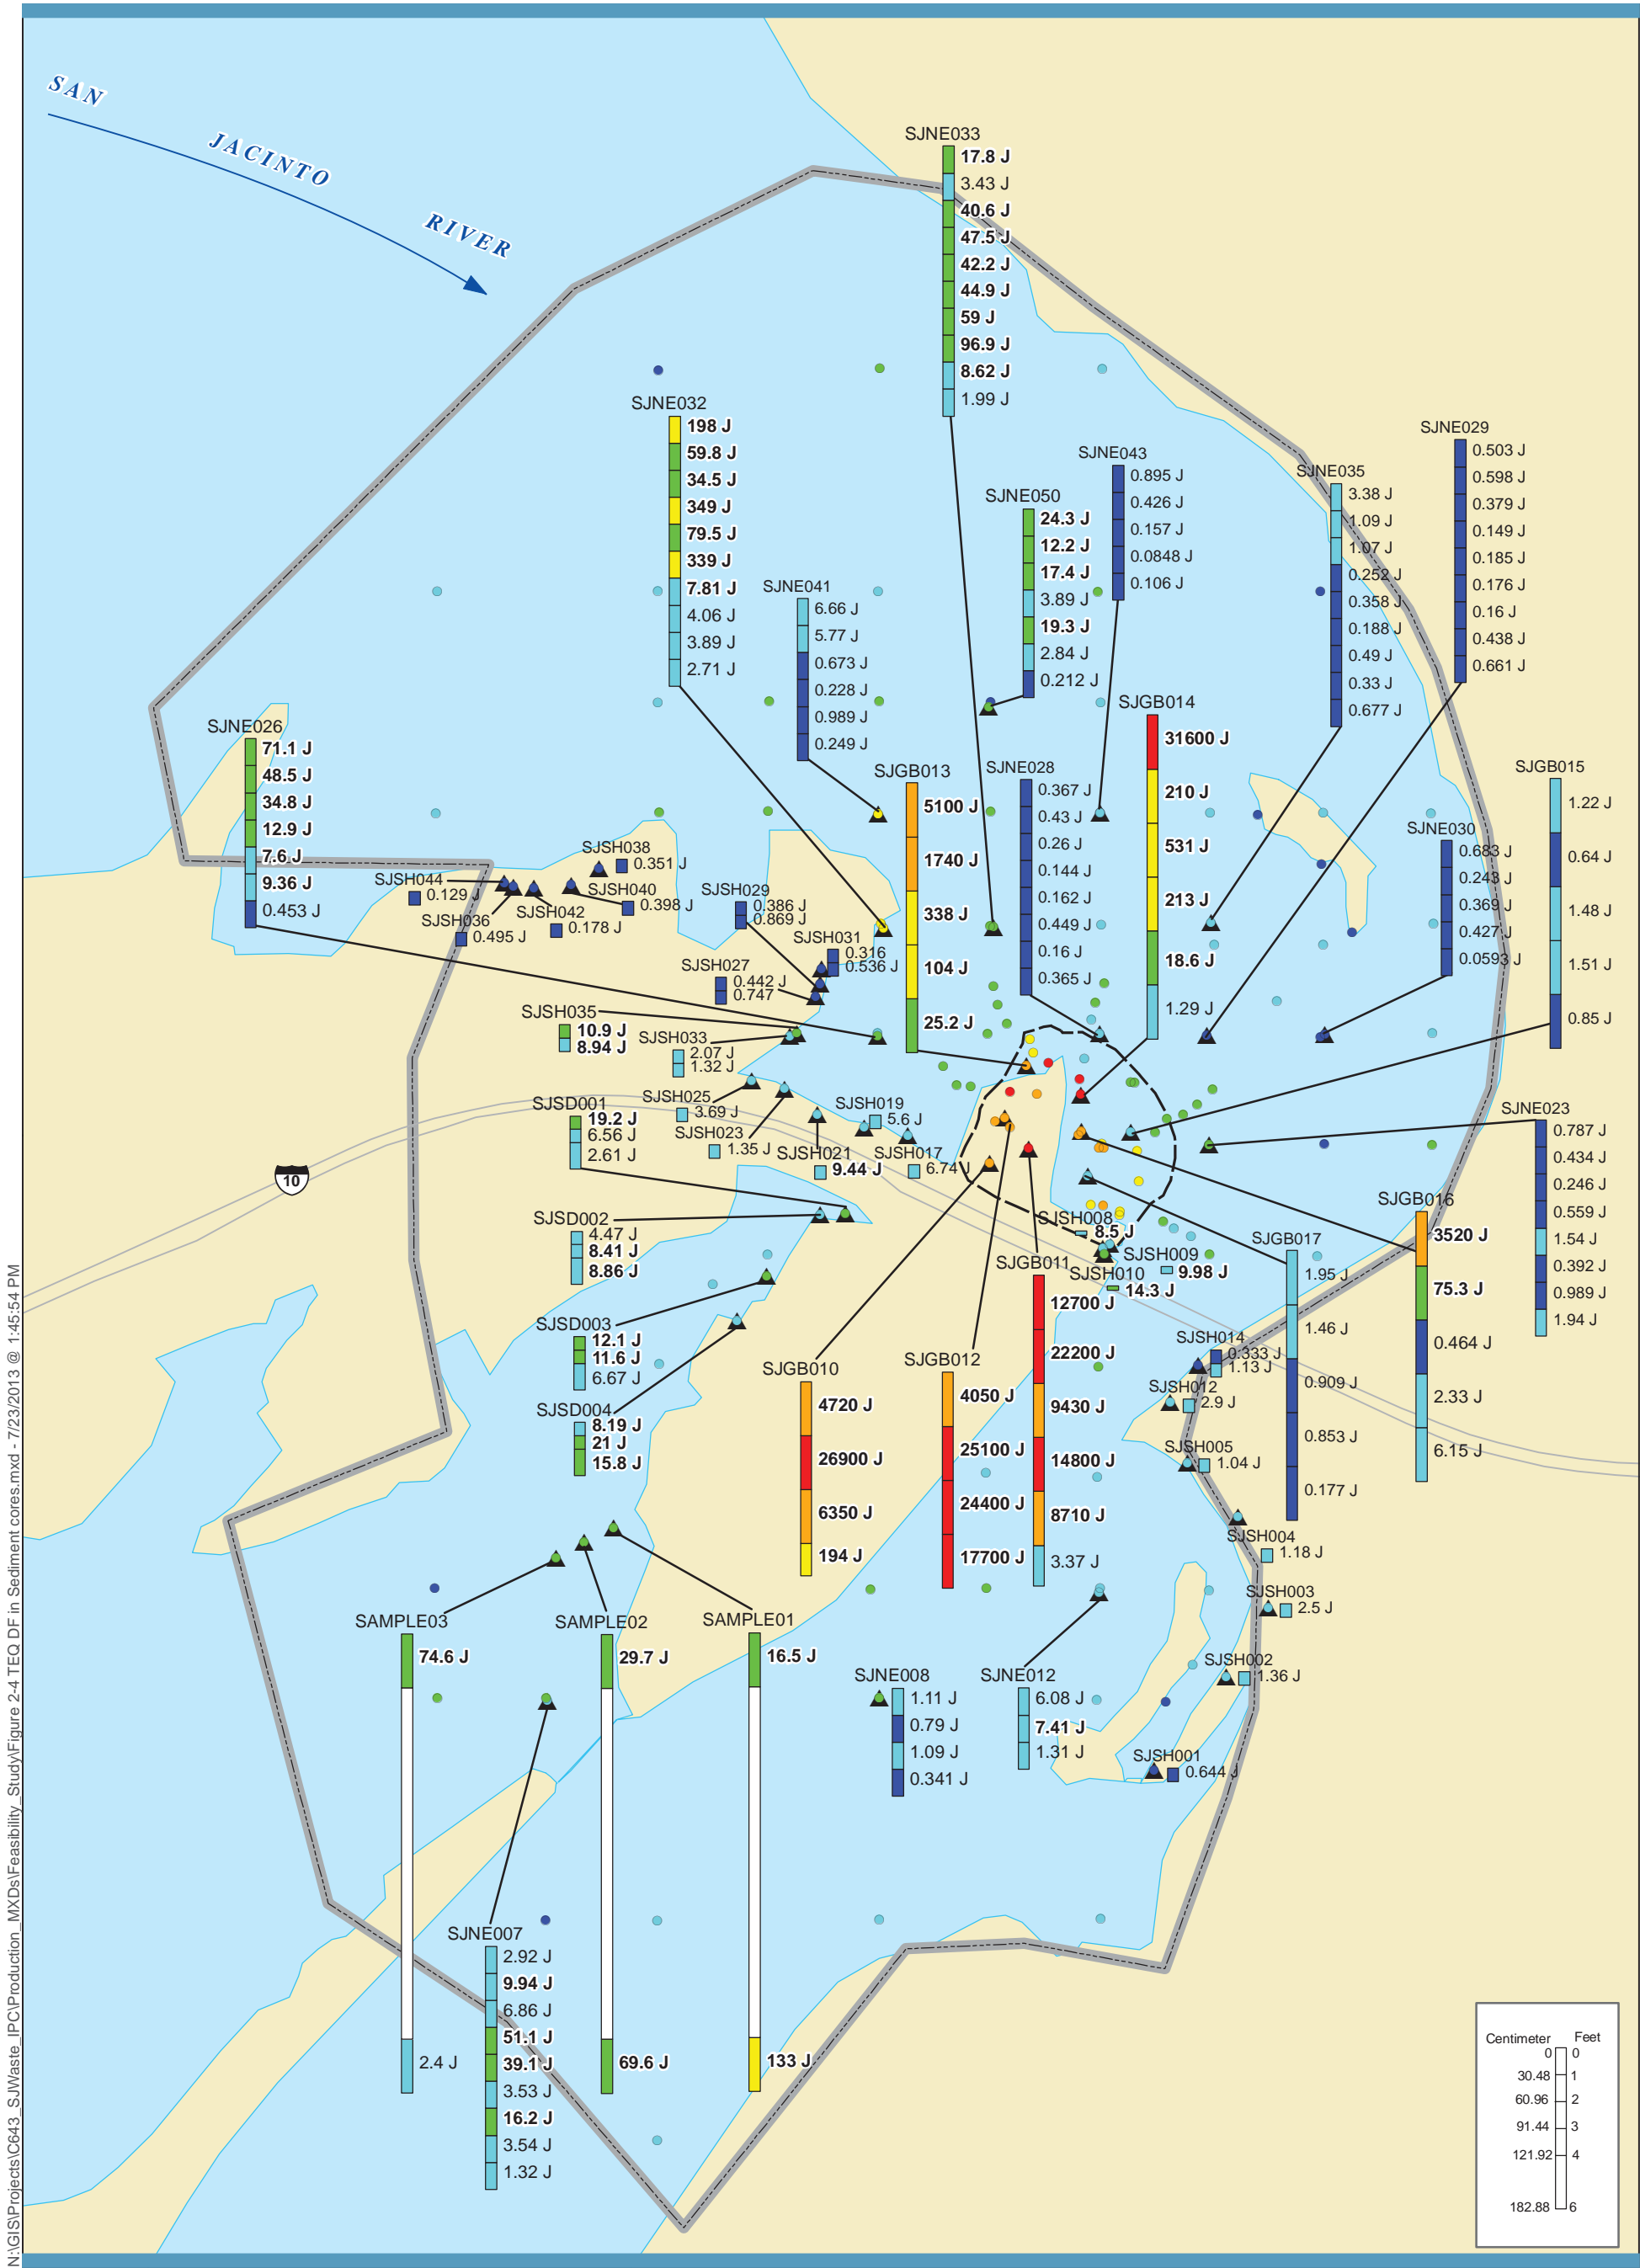 SAN
JACINTO
RIVER
SJNE033
17.8 J
3.43 J
40.6 J
47.5 J
42.2 J
44.9 J
59 J
96.9 J
8.62 J
1.99 J
SJNE032
198 J
59.8 J
34.5 J
349 J
79.5 J
339 J
7.81 J
4.06 J
3.89 J
2.71 J
SJNE041
6.66 J
5.77 J
0.673 J
0.228 J
0.989 J
0.249 J
SJNE050
24.3 J
12.2 J
17.4 J
3.89 J
19.3 J
2.84 J
0.212 J
SJNE043
0.895 J
0.426 J
0.157 J
0.0848 J
0.106 J
SJNE035
3.38 J
1.09 J
1.07 J
0.252 J
0.358 J
0.188 J
0.49 J
0.33 J
0.677 J
SJNE029
0.503 J
0.598 J
0.379 J
0.149 J
0.185 J
0.176 J
0.16 J
0.438 J
0.661 J
SJNE026
71.1 J
48.5 J
34.8 J
12.9 J
7.6 J
9.36 J
0.453 J
SJGB013
5100 J
1740 J
338 J
104 J
25.2 J
SJNE028
0.367 J
0.43 J
0.26 J
0.144 J
0.162 J
0.449 J
0.16 J
0.365 J
SJGB014
31600 J
210 J
531 J
213 J
18.6 J
1.29 J
SJGB015
1.22 J
0.64 J
1.48 J
1.51 J
0.85 J
SJNE030
0.683 J
0.243 J
0.369 J
0.427 J
0.0593 J
SJSH038
0.351 J
SJSH044
0.129 J
SJSH040
0.398 J
SJSH036
0.495 J
SJSH042
0.178 J
SJSH029
0.386 J
0.869 J
SJSH031
0.316
0.536 J
SJSH027
0.442 J
0.747
SJSH035
10.9 J
8.94 J
SJSH033
2.07 J
1.32 J
SJSH025
3.69 J
SJSH023
1.35 J
SJSH019
5.6 J
SJSH021
9.44 J
SJSH017
6.74 J
SJSD001
19.2 J
6.56 J
2.61 J
10
SJSD002
4.47 J
8.41 J
8.86 J
SJSD003
12.1 J
11.6 J
6.67 J
SJSD004
8.19 J
21 J
15.8 J
SJNE023
0.787 J
0.434 J
0.246 J
0.559 J
1.54 J
0.392 J
0.989 J
1.94 J
SJGB016
3520 J
75.3 J
0.464 J
2.33 J
6.15 J
SJGB017
1.95 J
1.46 J
0.909 J
0.853 J
0.177 J
SJSH008
8.5 J
SJSH009
9.98 J
SJSH010
14.3 J
SJGB011
12700 J
22200 J
9430 J
14800 J
8710 J
3.37 J
SJGB010
4720 J
26900 J
6350 J
194 J
SJGB012
4050 J
25100 J
24400 J
17700 J
SJSH014
0.333 J
1.13 J
SJSH012
2.9 J
SJSH005
1.04 J
SJSH004
1.18 J
SJSH003
2.5 J
SJSH002
1.36 J
SJSH001
0.644 J
SAMPLE03
74.6 J
2.4 J
SAMPLE02
29.7 J
69.6 J
SAMPLE01
16.5 J
133 J
SJNE008
1.11 J
0.79 J
1.09 J
0.341 J
SJNE012
6.08 J
7.41 J
1.31 J
SJNE007
2.92 J
9.94 J
6.86 J
51.1 J
39.1 J
3.53 J
16.2 J
3.54 J
1.32 J
Centimeter Feet
0 0
30.48 1
60.96 2
91.44 3
121.92 4
182.88 6
N:\GIS\Projects\C643_SJWaste_IPC\Production_MXDs\Feasibility_Study\Figure 2-4 TEQ DF in Sediment cores.mxd - 7/23/2013 @ 1:45:54 PM